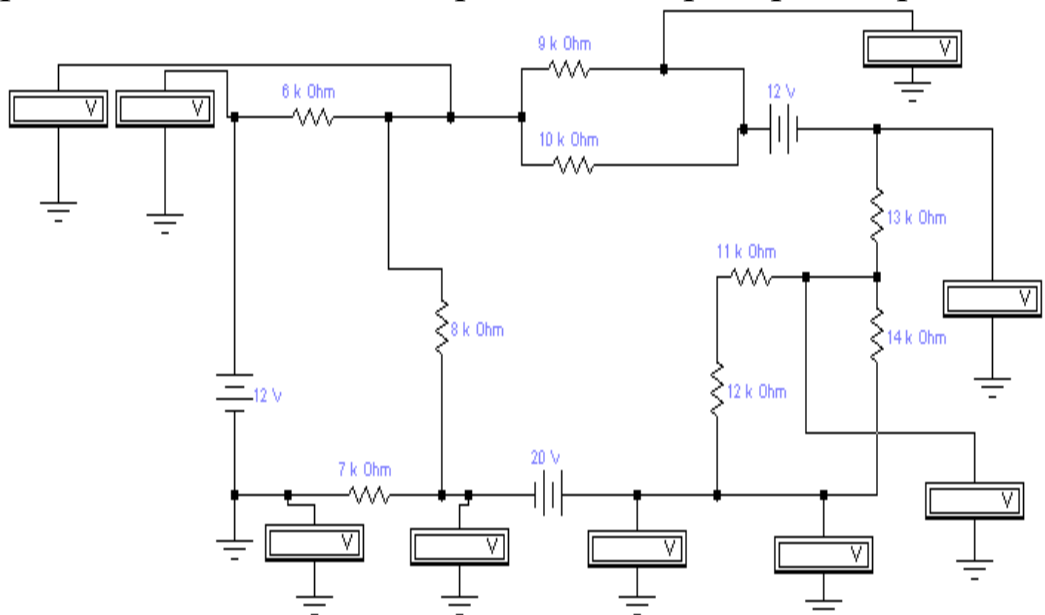 9 k Ohm
V
V
V
6 k Ohm
12 V
10 k Ohm
13 k Ohm
11 k Ohm
V
8 k Ohm
14 k Ohm
12 V
12 k Ohm
7 k Ohm
20 V
V
V
V
V
V